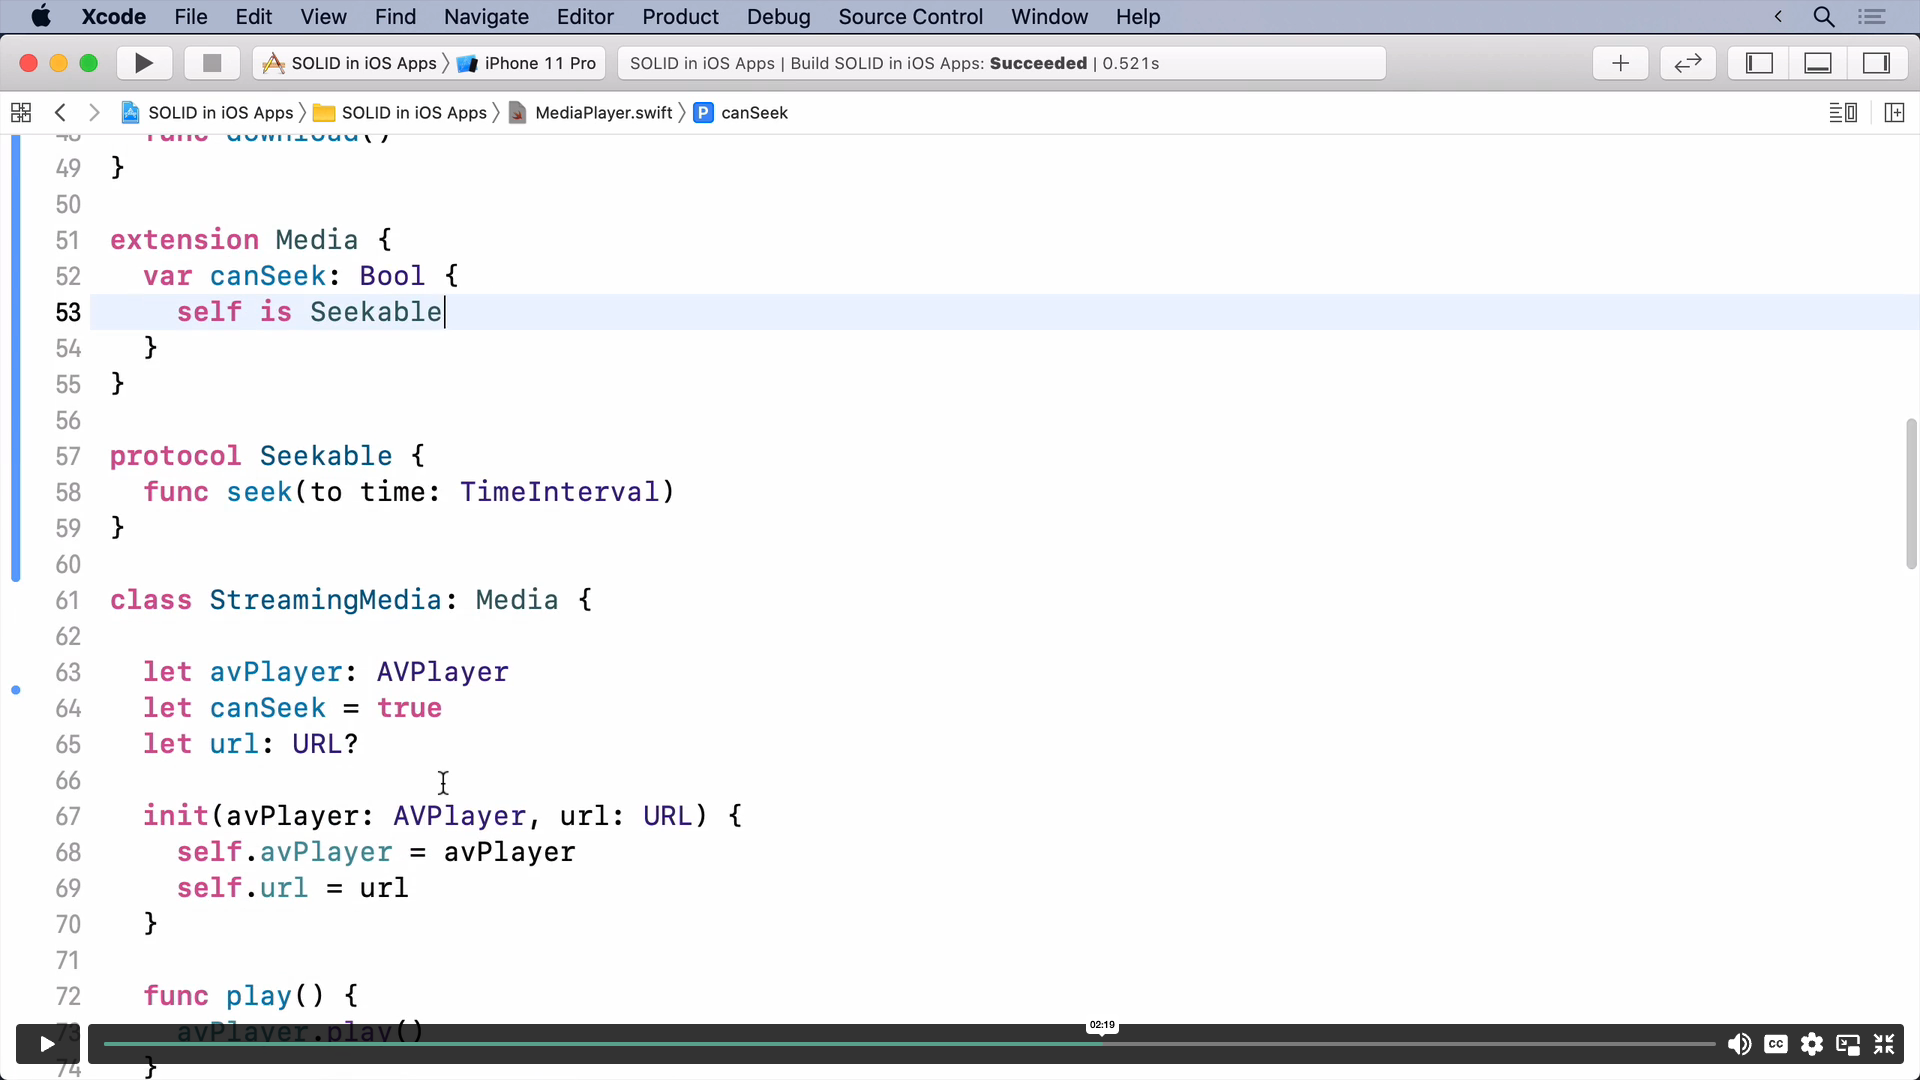 Xcode File Edit View Find Navigate Editor Product Debug Source Control Window Help
SOLID in iOS Apps iPhone 11 Pro SOLID in iOS Apps | Build SOLID in iOS Apps: Succeeded | 0.521s
SOLID in iOS Apps SOLID in iOS Apps MediaPlayer.swift P canSeek
48 func download()
49 }
50
51 extension Media {
52 var canSeek: Bool {
53 self is Seekable
54 }
55 }
56
57 protocol Seekable {
58 func seek(to time: TimeInterval)
59 }
60
61 class StreamingMedia: Media {
62
63 let avPlayer: AVPlayer
64 let canSeek = true
65 let url: URL?
66
67 init(avPlayer: AVPlayer, url: URL) {
68 self.avPlayer = avPlayer
69 self.url = url
70 }
71
72 func play() {
73 avPlayer.play()
02:19
CC
74 }